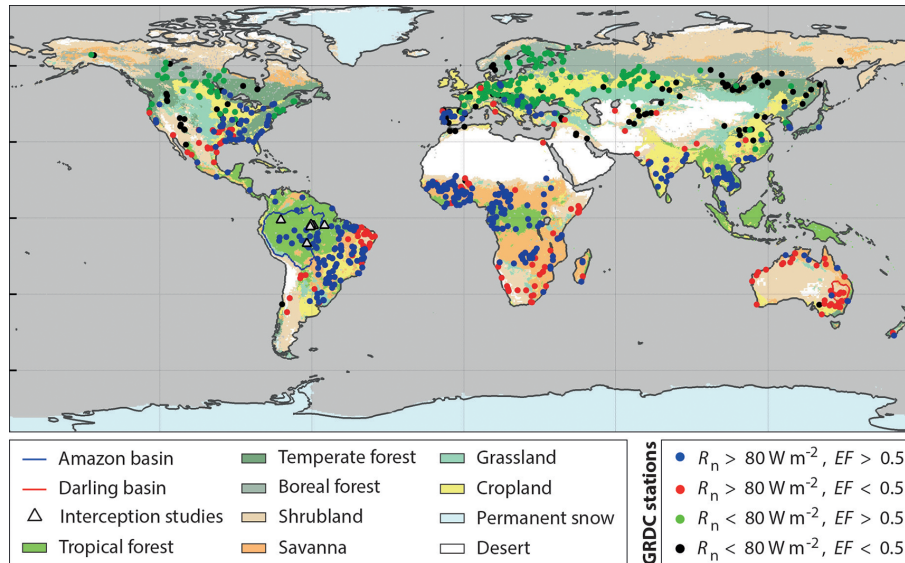 Amazon basin
Darling basin
Interception studies
Tropical forest
Temperate forest
Boreal forest
Shrubland
Savanna
Grassland
Cropland
Permanent snow
Desert
GRDC stations
Rn > 80 W m-2 , EF > 0.5
Rn > 80 W m-2 , EF < 0.5
Rn < 80 W m-2 , EF > 0.5
Rn < 80 W m-2 , EF < 0.5